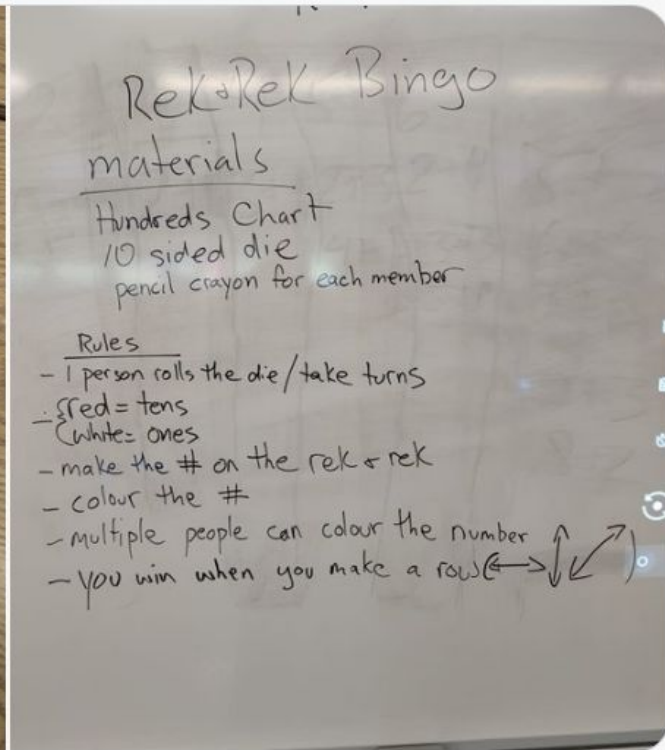 Rek&Rek Bingo
materials
Hundreds Chart
10 sided die
pencil crayon for each member
Rules
- 1 person rolls the die/take turns
- {red = tens
{white = ones
- make the # on the rek & rek
- colour the #
- multiple people can colour the number
- you win when you make a row (↔ ↕ ⤢)